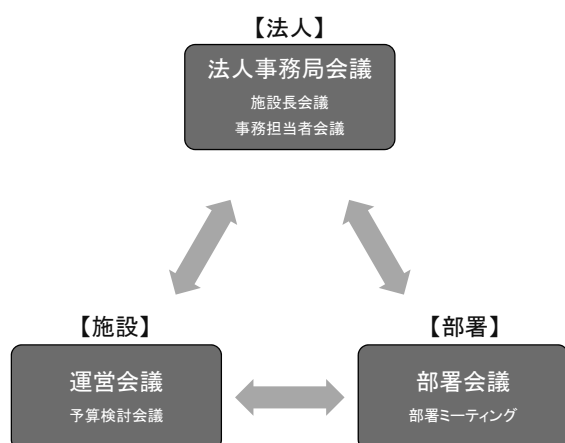 【法人】
法人事務局会議
施設長会議
事務担当者会議
【施設】
運営会議
予算検討会議
【部署】
部署会議
部署ミーティング